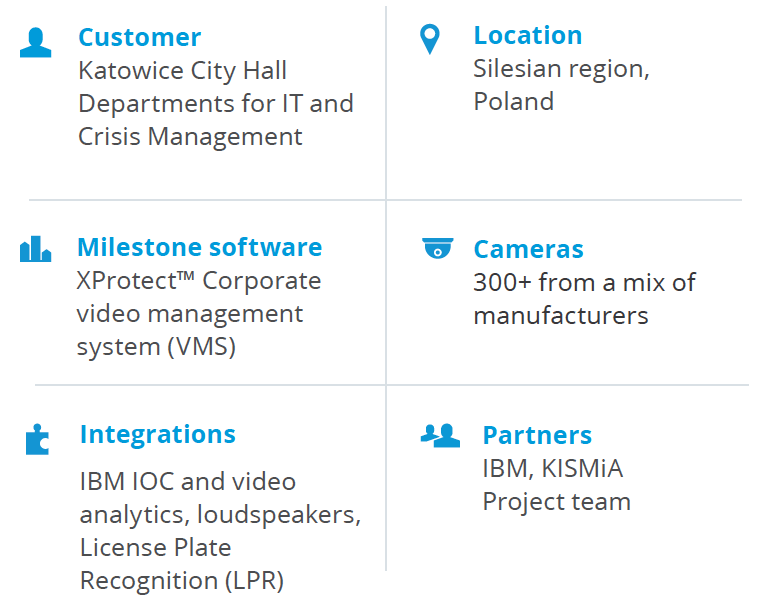 Customer
Katowice City Hall
Departments for IT and
Crisis Management
Location
Silesian region,
Poland
Milestone software
XProtect™ Corporate
video management
system (VMS)
Cameras
300+ from a mix of
manufacturers
Integrations
IBM IOC and video
analytics, loudspeakers,
License Plate
Recognition (LPR)
Partners
IBM, KISMiA
Project team